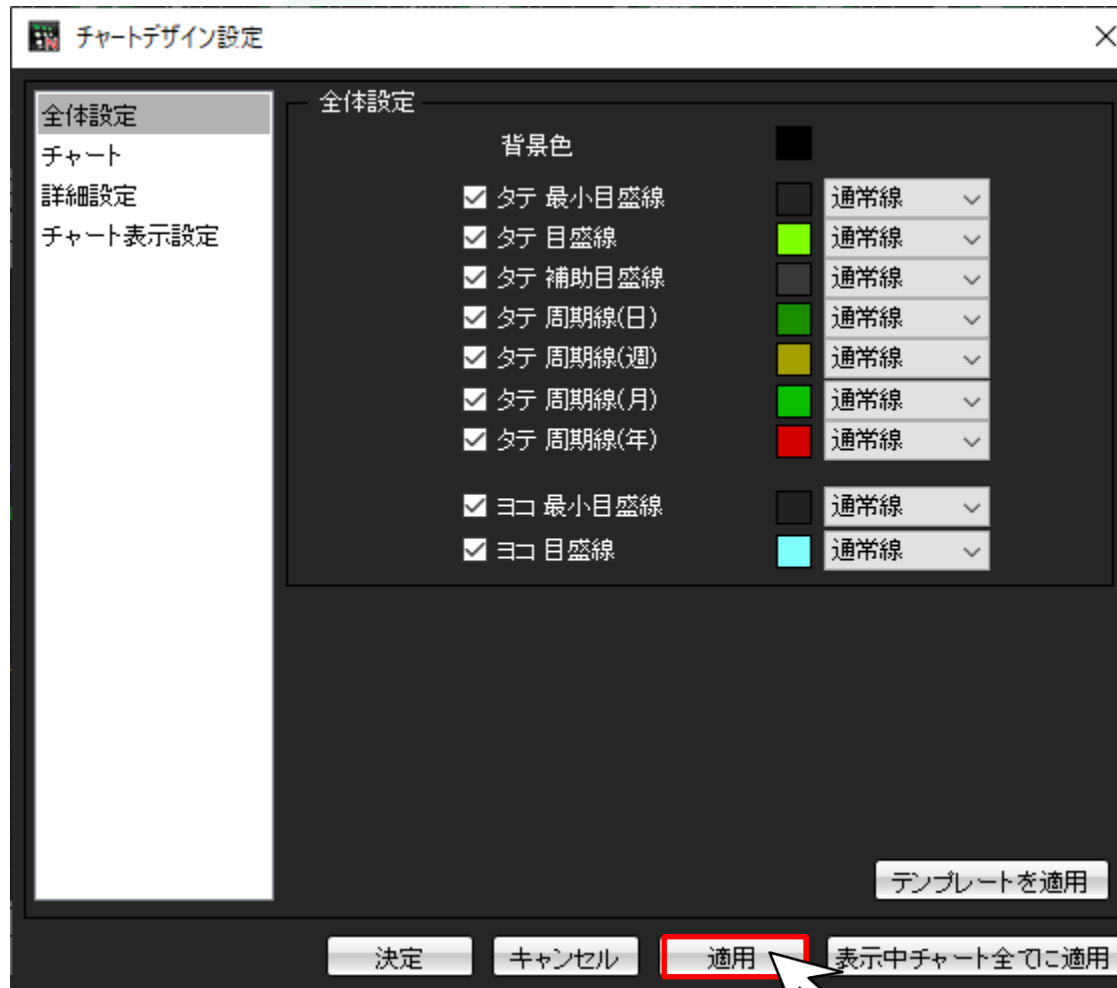 チャートデザイン設定
全体設定
チャート
詳細設定
チャート表示設定
全体設定
背景色
タテ 最小目盛線 通常線
タテ 目盛線 通常線
タテ 補助目盛線 通常線
タテ 周期線(日) 通常線
タテ 周期線(週) 通常線
タテ 周期線(月) 通常線
タテ 周期線(年) 通常線
ヨコ 最小目盛線 通常線
ヨコ 目盛線 通常線
テンプレートを適用
決定 キャンセル 適用 表示中チャート全てに適用